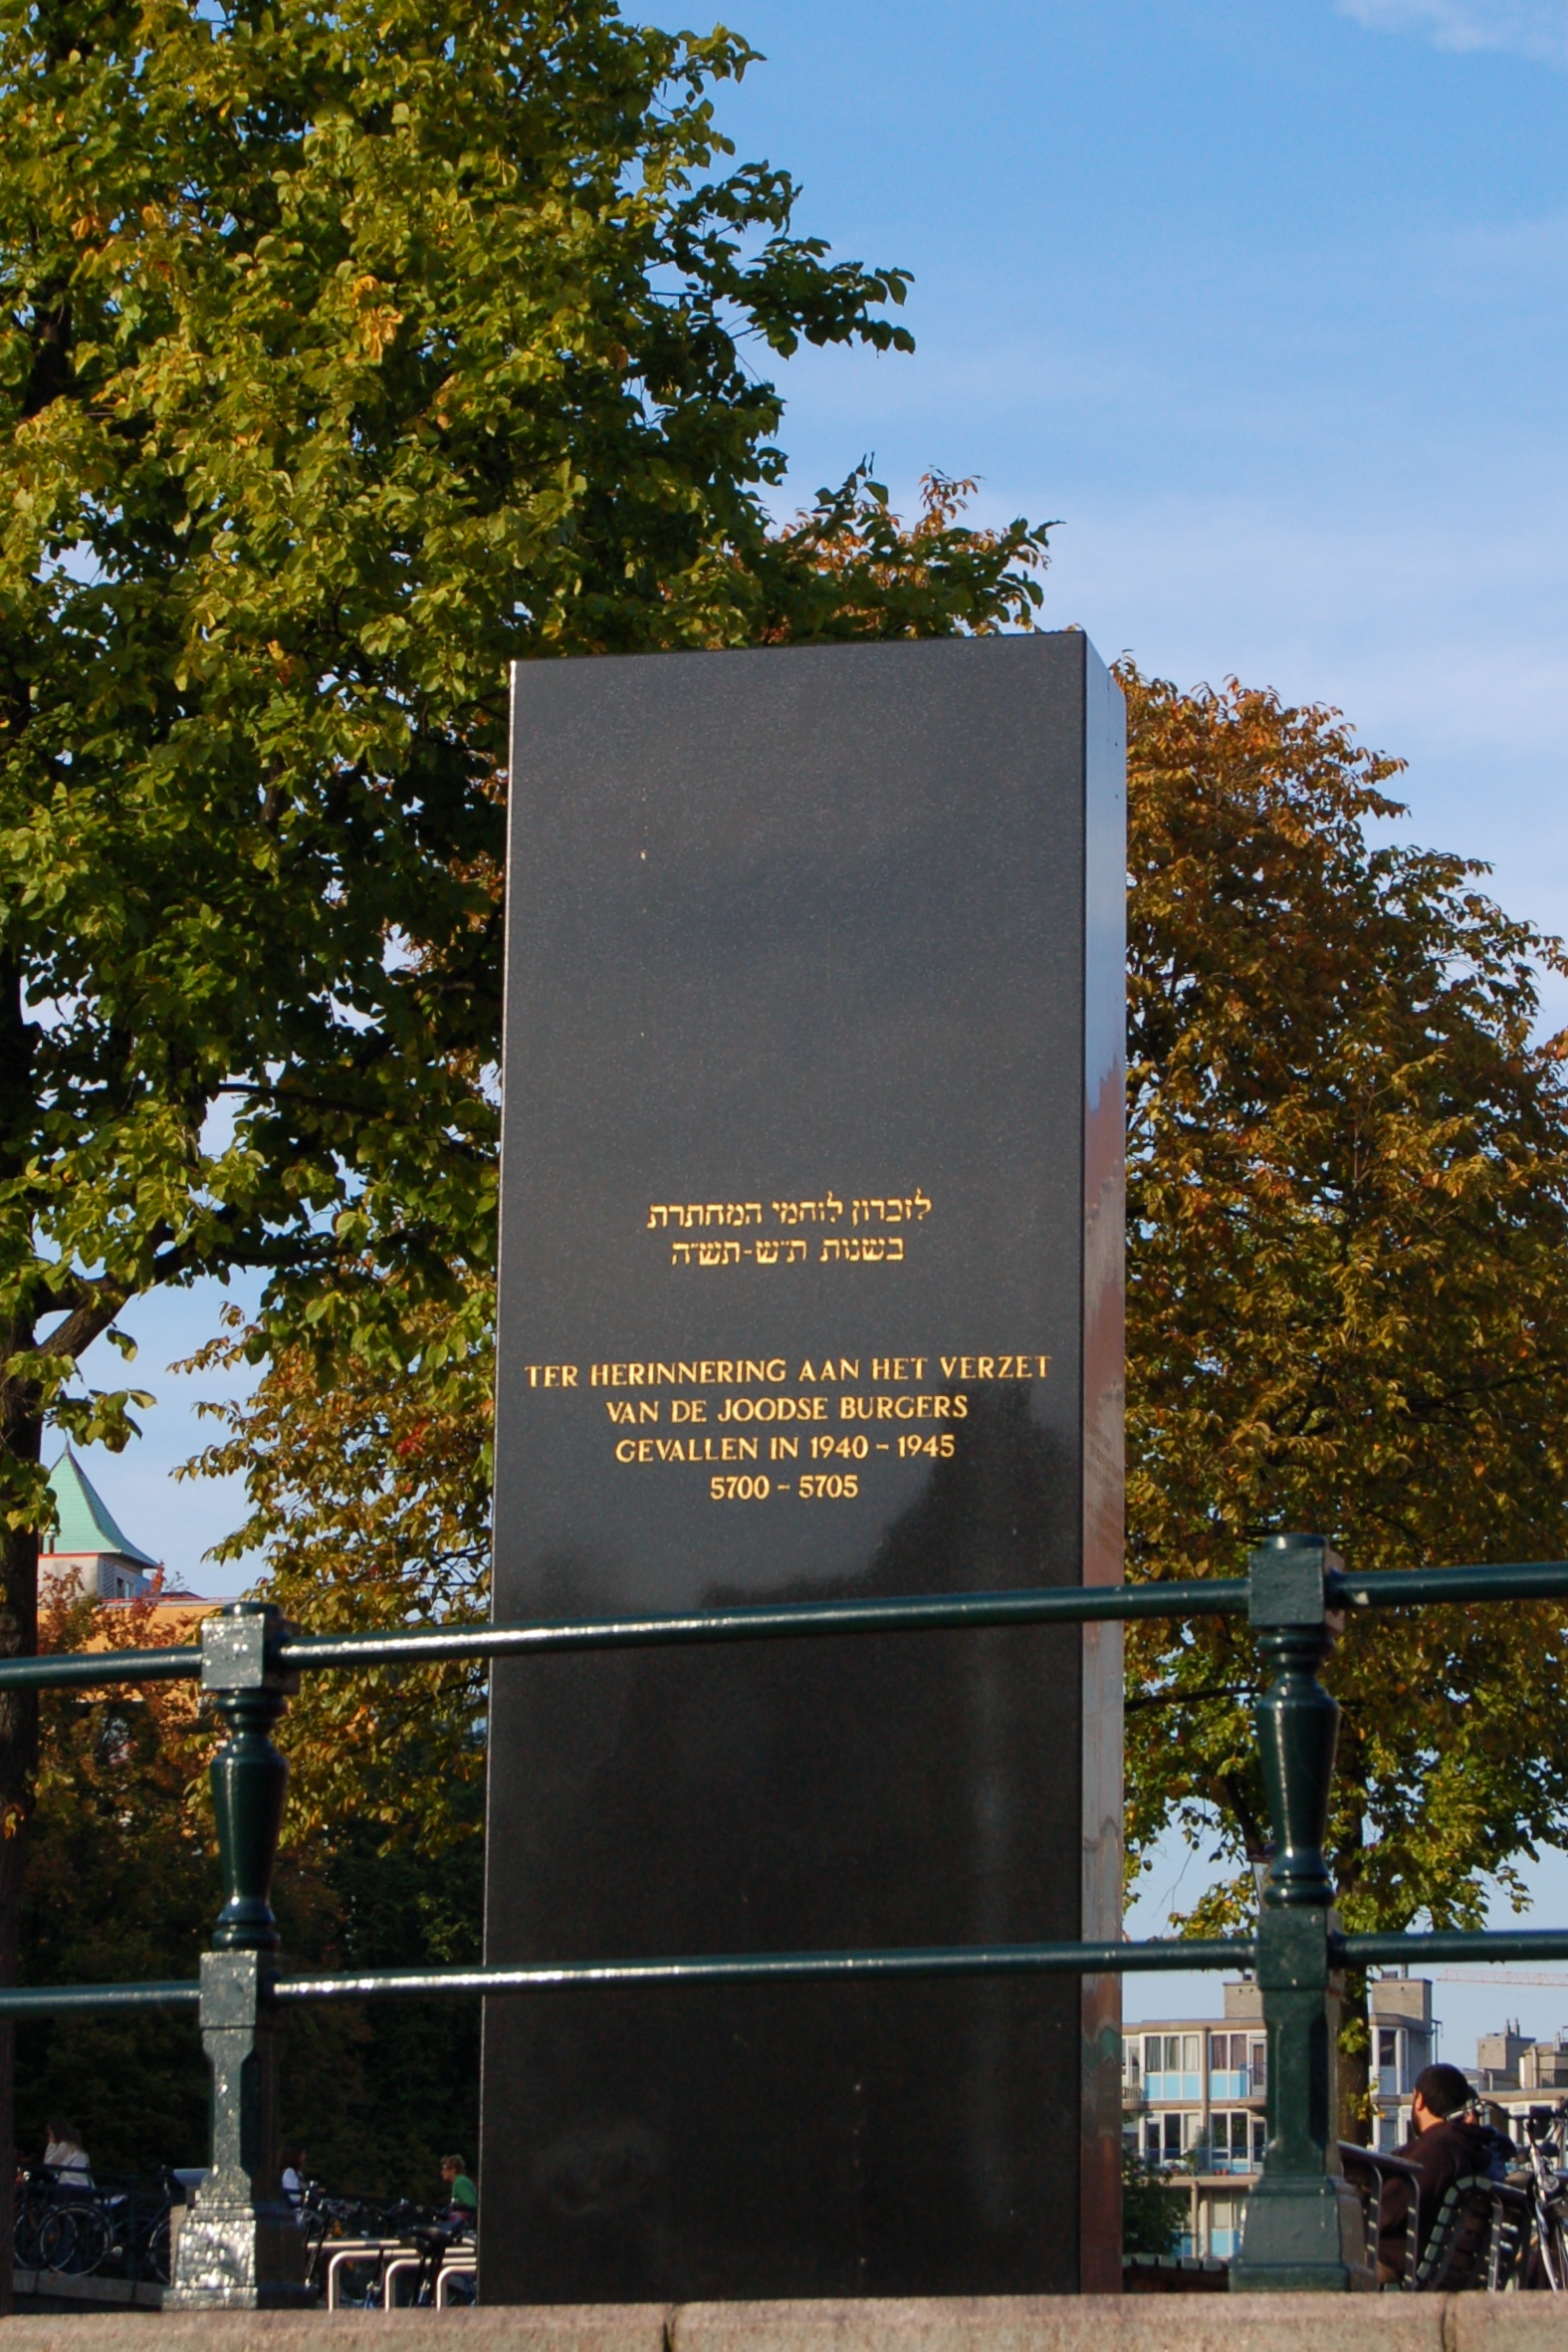 לזכרון לוחמי המחתרת
בשנות ת״ש-תש״ה
TER HERINNERING AAN HET VERZET
VAN DE JOODSE BURGERS
GEVALLEN IN 1940 - 1945
5700 - 5705